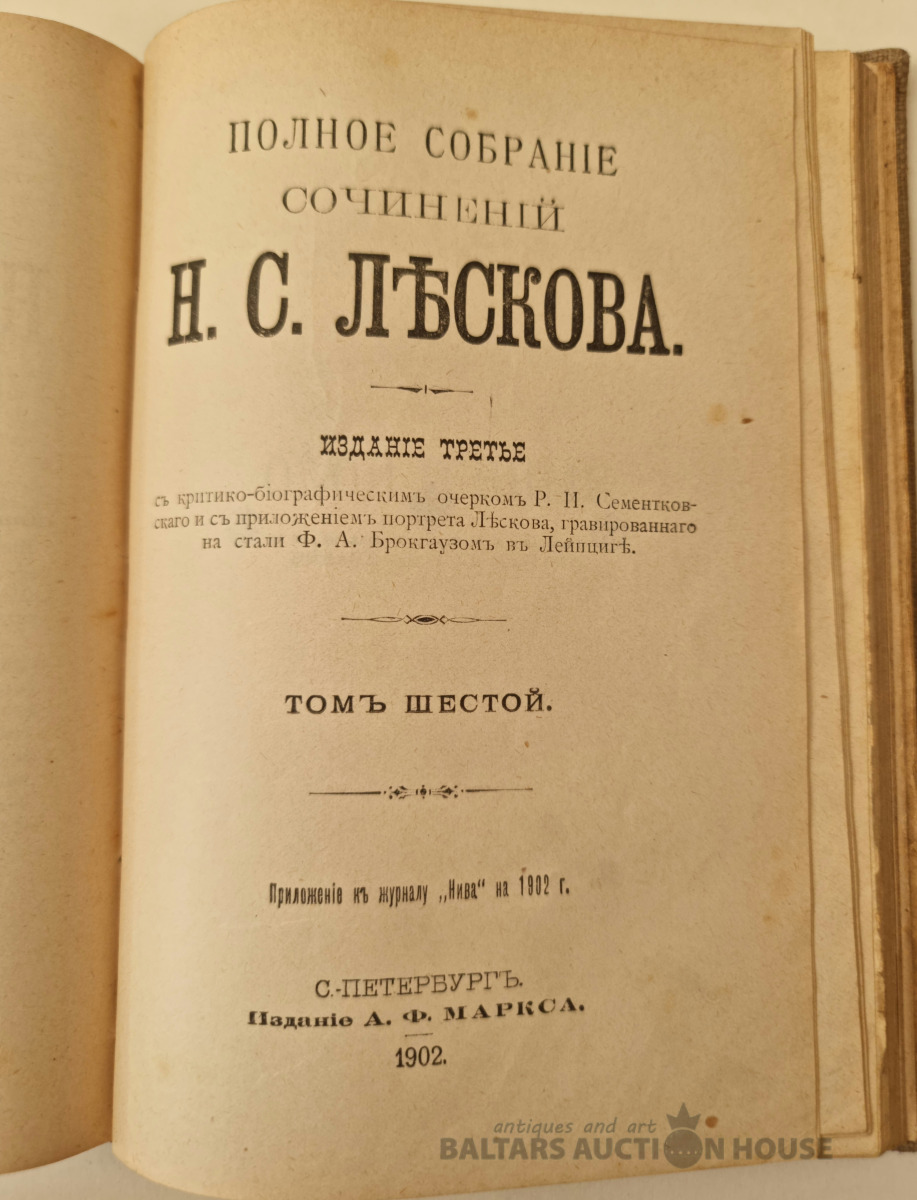 ПОЛНОЕ СОБРАНІЕ
СОЧИНЕНІЙ
Н. С. ЛѢСКОВА.
ИЗДАНІЕ ТРЕТЬЕ
съ критико-біографическимъ очеркомъ Р. И. Сементков-
скаго и съ приложеніемъ портрета Лѣскова, гравированнаго
на стали Ф. А. Брокгаузомъ въ Лейпцигѣ.
ТОМЪ ШЕСТОЙ.
Приложеніе къ журналу „Нива“ на 1902 г.
С.-ПЕТЕРБУРГЪ.
Изданіе А. Ф. МАРКСА.
1902.
antiques and art
BALTARS AUCTION HOUSE